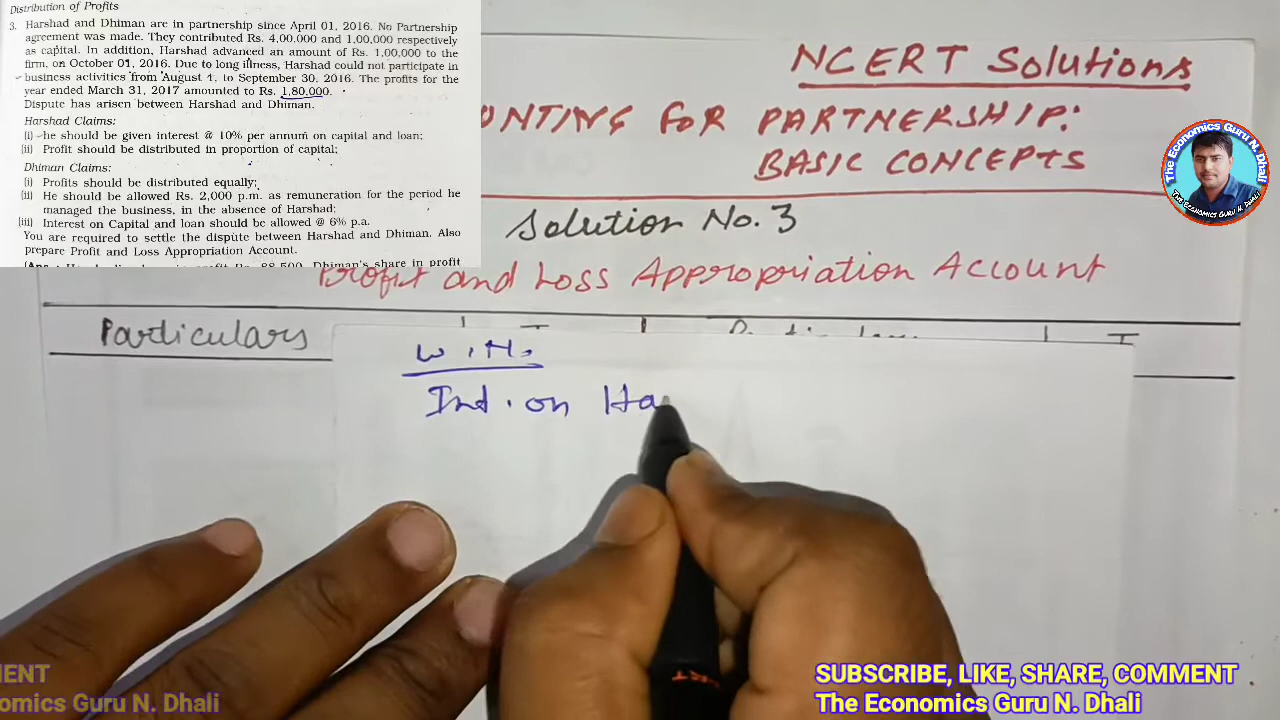 Distribution of Profits
3. Harshad and Dhiman are in partnership since April 01, 2016. No Partnership
agreement was made. They contributed Rs. 4,00,000 and 1,00,000 respectively
as capital. In addition, Harshad advanced an amount of Rs. 1,00,000 to the
firm, on October 01, 2016. Due to long illness, Harshad could not participate in
business activities from August 1, to September 30, 2016. The profits for the
year ended March 31, 2017 amounted to Rs. 1,80,000.
Dispute has arisen between Harshad and Dhiman.
Harshad Claims:
(i) he should be given interest @ 10% per annum on capital and loan;
(ii) Profit should be distributed in proportion of capital;
Dhiman Claims:
(i) Profits should be distributed equally;
(ii) He should be allowed Rs. 2,000 p.m. as remuneration for the period he
managed the business, in the absence of Harshad;
(iii) Interest on Capital and loan should be allowed @ 6% p.a.
You are required to settle the dispute between Harshad and Dhiman. Also
prepare Profit and Loss Appropriation Account.
Dhiman's share in profit
NCERT Solutions
UNTING FOR PARTNERSHIP:
BASIC CONCEPTS
The Economics Guru N. Dhali
The Economics Guru N. Dhali
Solution No. 3
Profit and Loss Appropriation Account
Particulars
W.N.
Int. on Ha
MENT
omics Guru N. Dhali
SUBSCRIBE, LIKE, SHARE, COMMENT
The Economics Guru N. Dhali